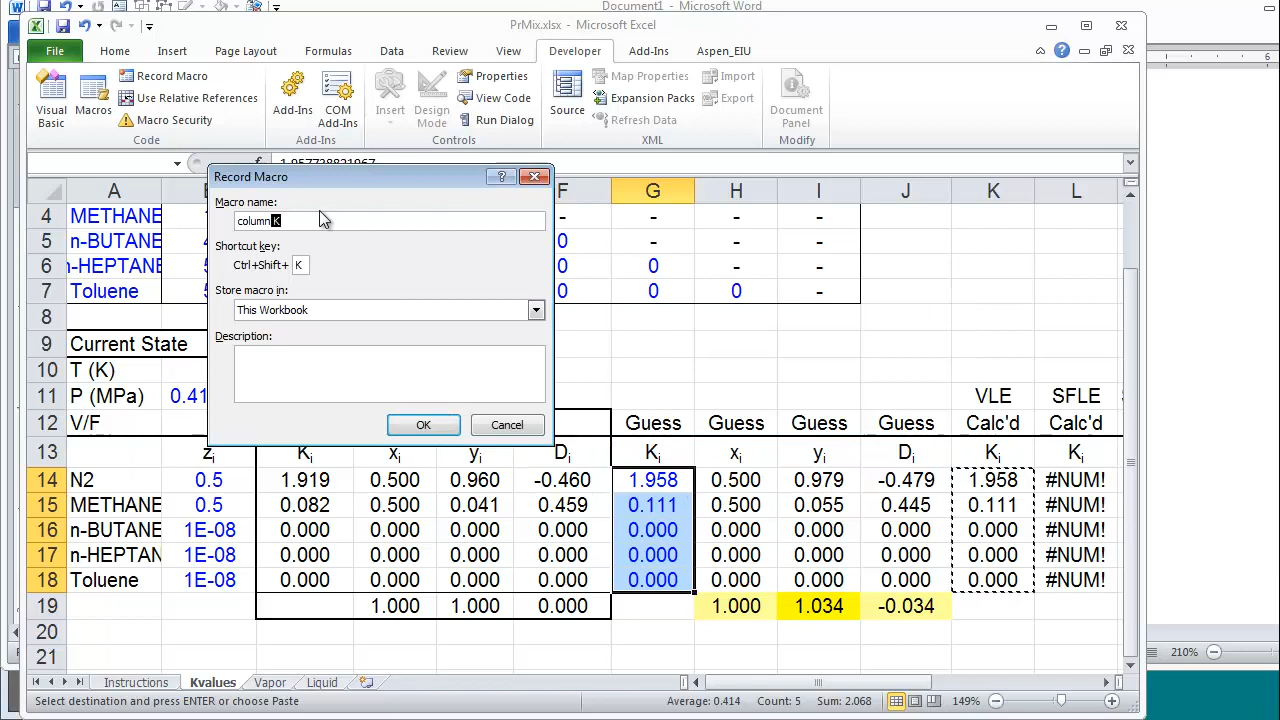 Document1 - Microsoft Word
PrMix.xlsx - Microsoft Excel
File Home Insert Page Layout Formulas Data Review View Developer Add-Ins Aspen_EIU
Visual Basic
Macros
Record Macro
Use Relative References
Macro Security
Code
Add-Ins
COM Add-Ins
Add-Ins
Insert
Design Mode
Properties
View Code
Run Dialog
Controls
Source
Map Properties
Expansion Packs
Refresh Data
Import
Export
XML
Document Panel
Modify
6
Record Macro
Macro name:
columnK
Shortcut key:
Ctrl+Shift+ K
Store macro in:
This Workbook
Description:
OK Cancel
A F G H I J K L
4 METHANE - - - -
5 n-BUTANE 0 - - -
6 n-HEPTANE 0 0 - -
7 Toluene 0 0 0 -
8
9 Current State
10 T (K)
11 P (MPa) 0.41 VLE SFLE
12 V/F Guess Guess Guess Guess Calc'd Calc'd
13 zi Ki xi yi Di Ki xi yi Di Ki Ki
14 N2 0.5 1.919 0.500 0.960 -0.460 1.958 0.500 0.979 -0.479 1.958 #NUM!
15 METHANE 0.5 0.082 0.500 0.041 0.459 0.111 0.500 0.055 0.445 0.111 #NUM!
16 n-BUTANE 1E-08 0.000 0.000 0.000 0.000 0.000 0.000 0.000 0.000 0.000 #NUM!
17 n-HEPTAN 1E-08 0.000 0.000 0.000 0.000 0.000 0.000 0.000 0.000 0.000 #NUM!
18 Toluene 1E-08 0.000 0.000 0.000 0.000 0.000 0.000 0.000 0.000 0.000 #NUM!
19 1.000 1.000 0.000 1.000 1.034 -0.034
20
21
Instructions Kvalues Vapor Liquid
210%
Select destination and press ENTER or choose Paste Average: 0.414 Count: 5 Sum: 2.068 149%